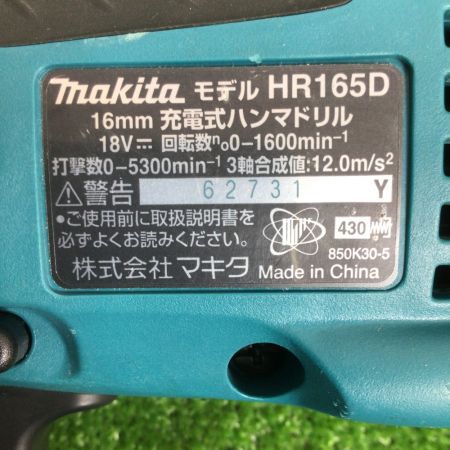 makita モデル HR165D
16mm 充電式ハンマドリル
18V⎓ 回転数n₀0-1600min⁻¹
打撃数0-5300min⁻¹ 3軸合成値:12.0m/s²
⚠警告 62731 Y
●ご使用前に取扱説明書を
必ずよくお読みください。
430
850K30-5
株式会社 マキタ Made in China